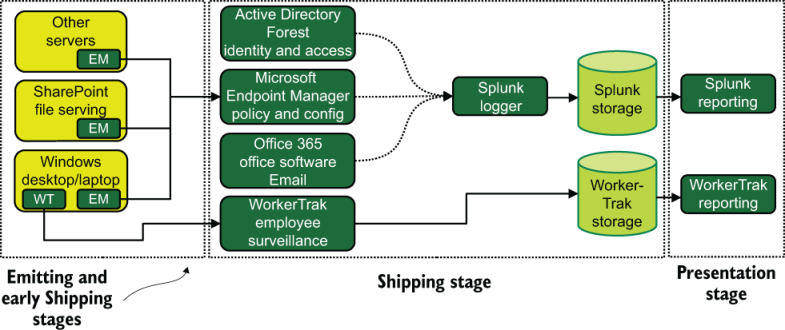 Other
servers
EM
SharePoint
file serving
EM
Windows
desktop/laptop
WT
EM
Emitting and
early Shipping
stages
Active Directory
Forest
identity and access
Microsoft
Endpoint Manager
policy and config
Office 365
office software
Email
WorkerTrak
employee
surveillance
Splunk
logger
Splunk
storage
Worker-
Trak
storage
Shipping stage
Splunk
reporting
WorkerTrak
reporting
Presentation
stage